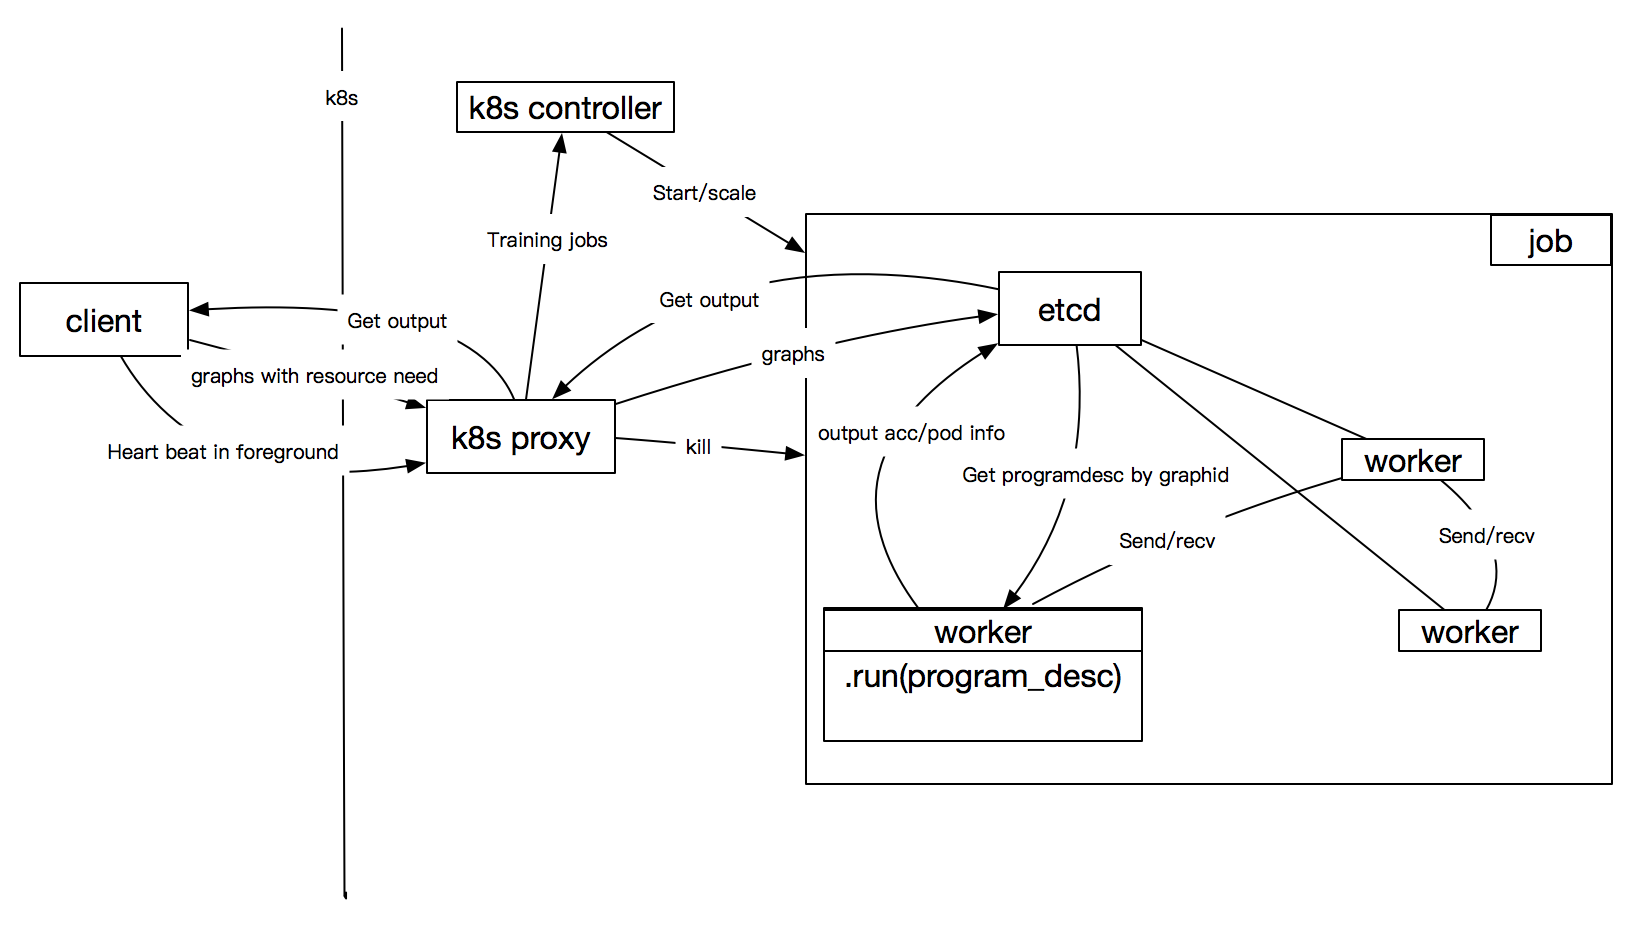 k8s
k8s controller
Start/scale
Training jobs
job
client
Get output
Get output
etcd
graphs
graphs with resource need
k8s proxy
kill
output acc/pod info
Heart beat in foreground
Get programdesc by graphid
worker
Send/recv
Send/recv
worker
.run(program_desc)
worker